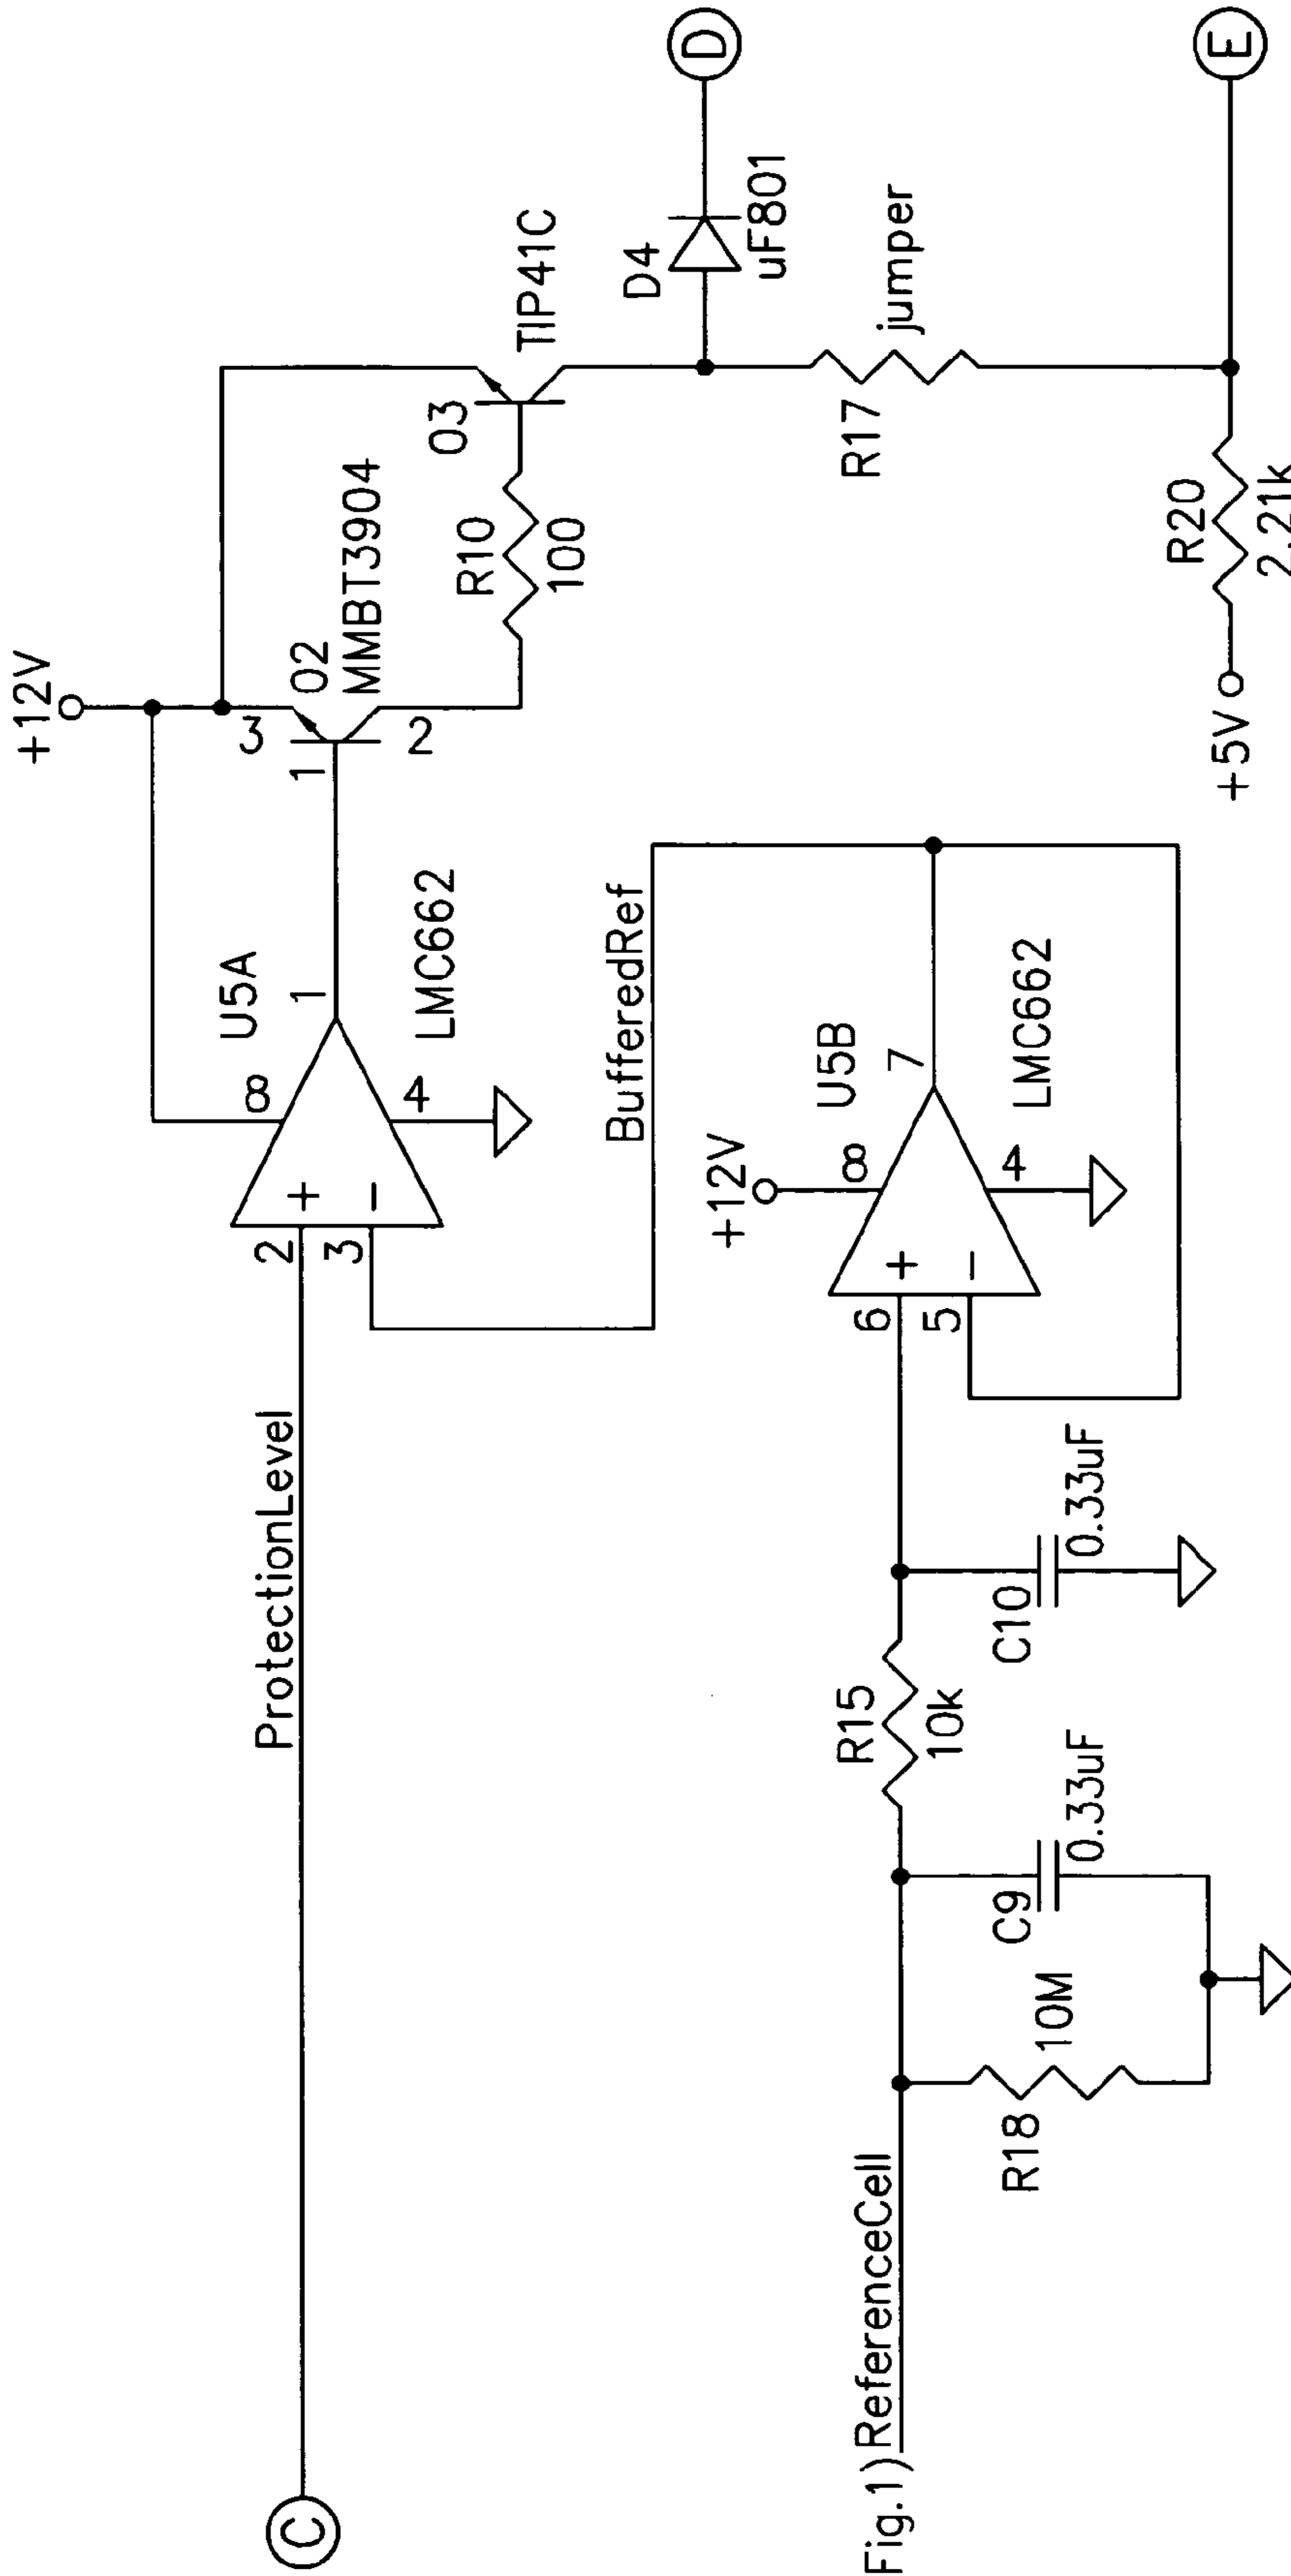 +12V
U5A
8
1
2
+
3
-
4
LMC662
ProtectionLevel
C
3
1
O2
MMBT3904
2
R10
100
O3
TIP41C
D4
uF801
D
R17
jumper
E
R20
2.21k
+5V
BufferedRef
+12V
U5B
8
7
6
+
5
-
4
LMC662
R15
10k
C10
0.33uF
C9
0.33uF
10M
R18
Fig.1) ReferenceCell